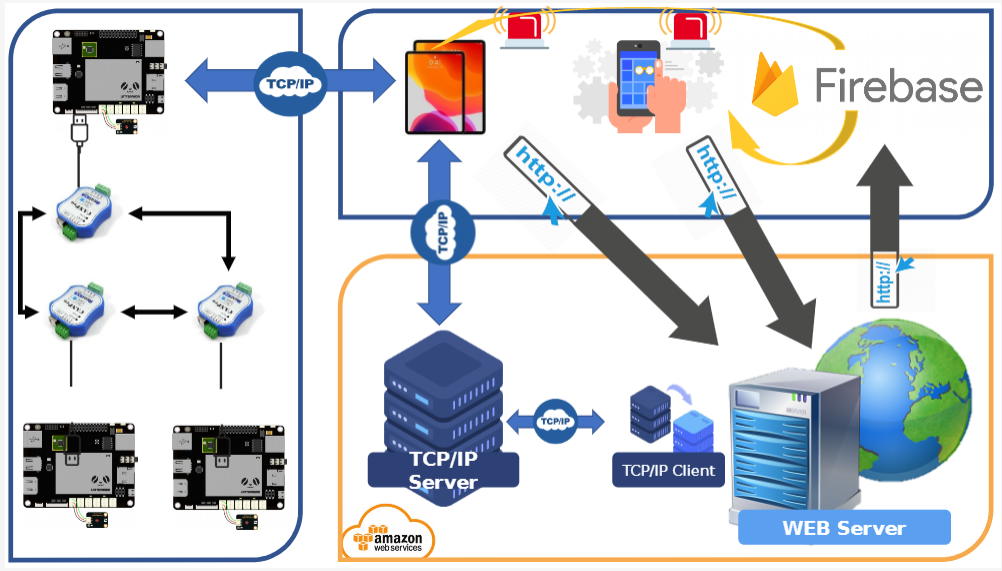 TCP/IP
Firebase
http://
http://
TCP/IP
http://
TCP/IP
TCP/IP
Server
TCP/IP Client
WEB Server
amazon
web services